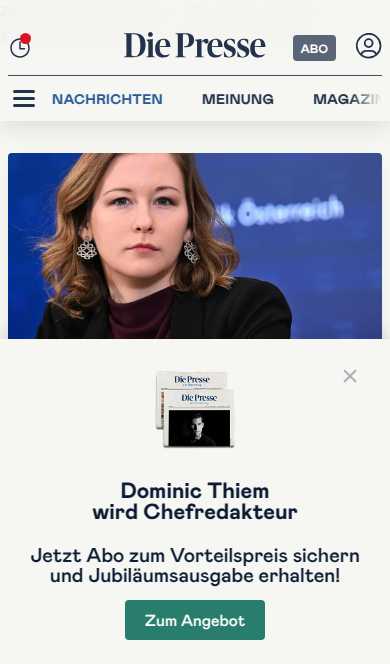 Die Presse
ABO
NACHRICHTEN MEINUNG MAGAZIN
Österreich
Die Presse
Die Presse
Dominic Thiem
wird Chefredakteur
Jetzt Abo zum Vorteilspreis sichern
und Jubiläumsausgabe erhalten!
Zum Angebot